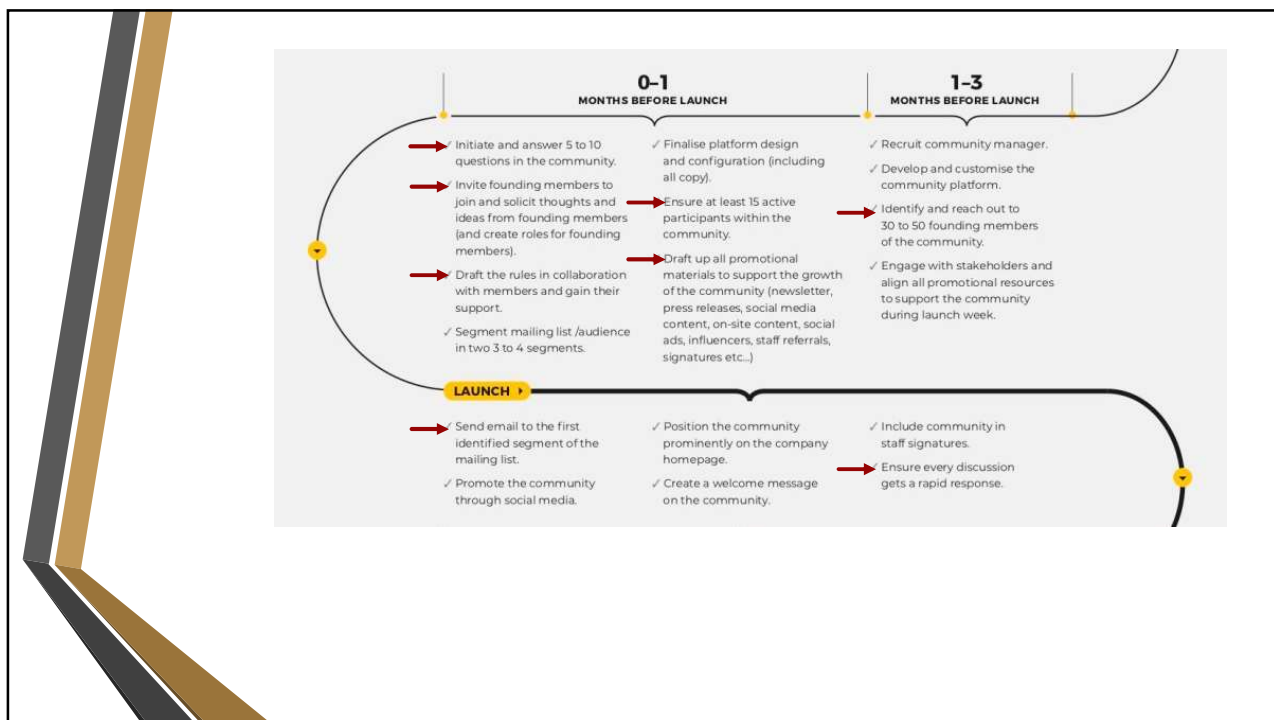 0–1
MONTHS BEFORE LAUNCH
✓ Initiate and answer 5 to 10
questions in the community.
✓ Invite founding members to
join and solicit thoughts and
ideas from founding members
(and create roles for founding
members).
✓ Draft the rules in collaboration
with members and gain their
support.
✓ Segment mailing list /audience
in two 3 to 4 segments.
✓ Finalise platform design
and configuration (including
all copy).
Ensure at least 15 active
participants within the
community.
Draft up all promotional
materials to support the growth
of the community (newsletter,
press releases, social media
content, on-site content, social
ads, influencers, staff referrals,
signatures etc...)
1–3
MONTHS BEFORE LAUNCH
✓ Recruit community manager.
✓ Develop and customise the
community platform.
✓ Identify and reach out to
30 to 50 founding members
of the community.
✓ Engage with stakeholders and
align all promotional resources
to support the community
during launch week.
LAUNCH
✓ Send email to the first
identified segment of the
mailing list.
✓ Promote the community
through social media.
✓ Position the community
prominently on the company
homepage.
✓ Create a welcome message
on the community.
✓ Include community in
staff signatures.
✓ Ensure every discussion
gets a rapid response.